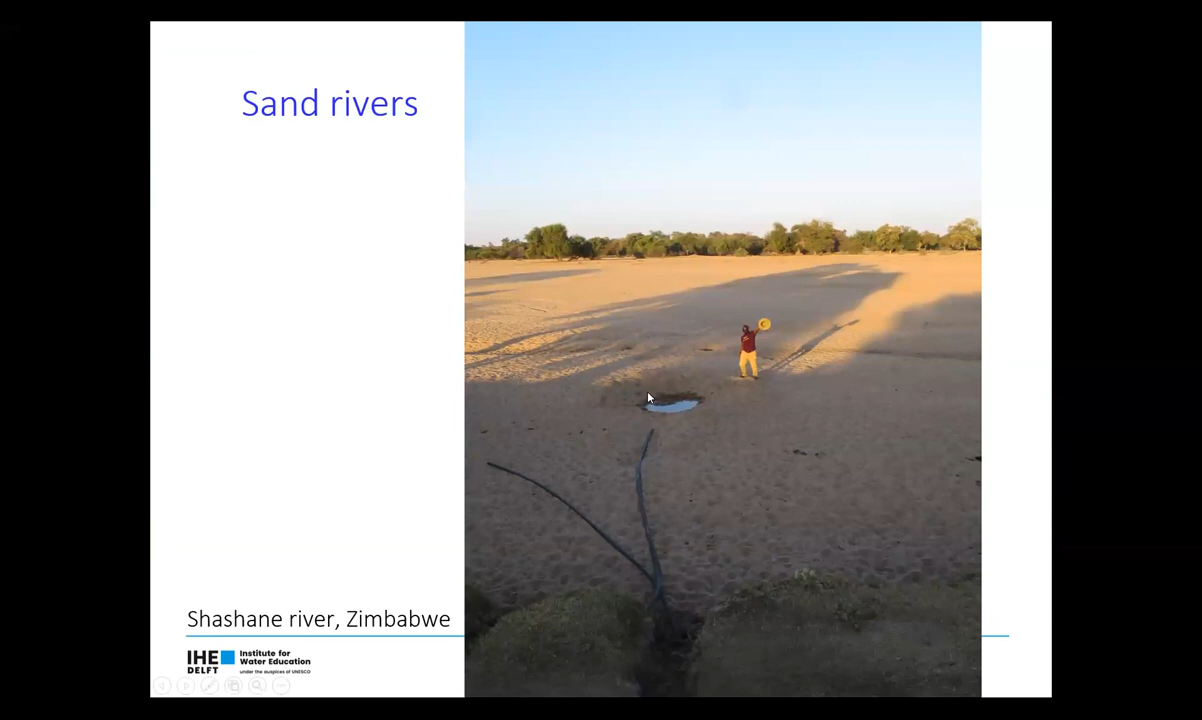 Sand rivers
Shashane river, Zimbabwe
IHE
DELFT
Institute for
Water Education
under the auspices of UNESCO